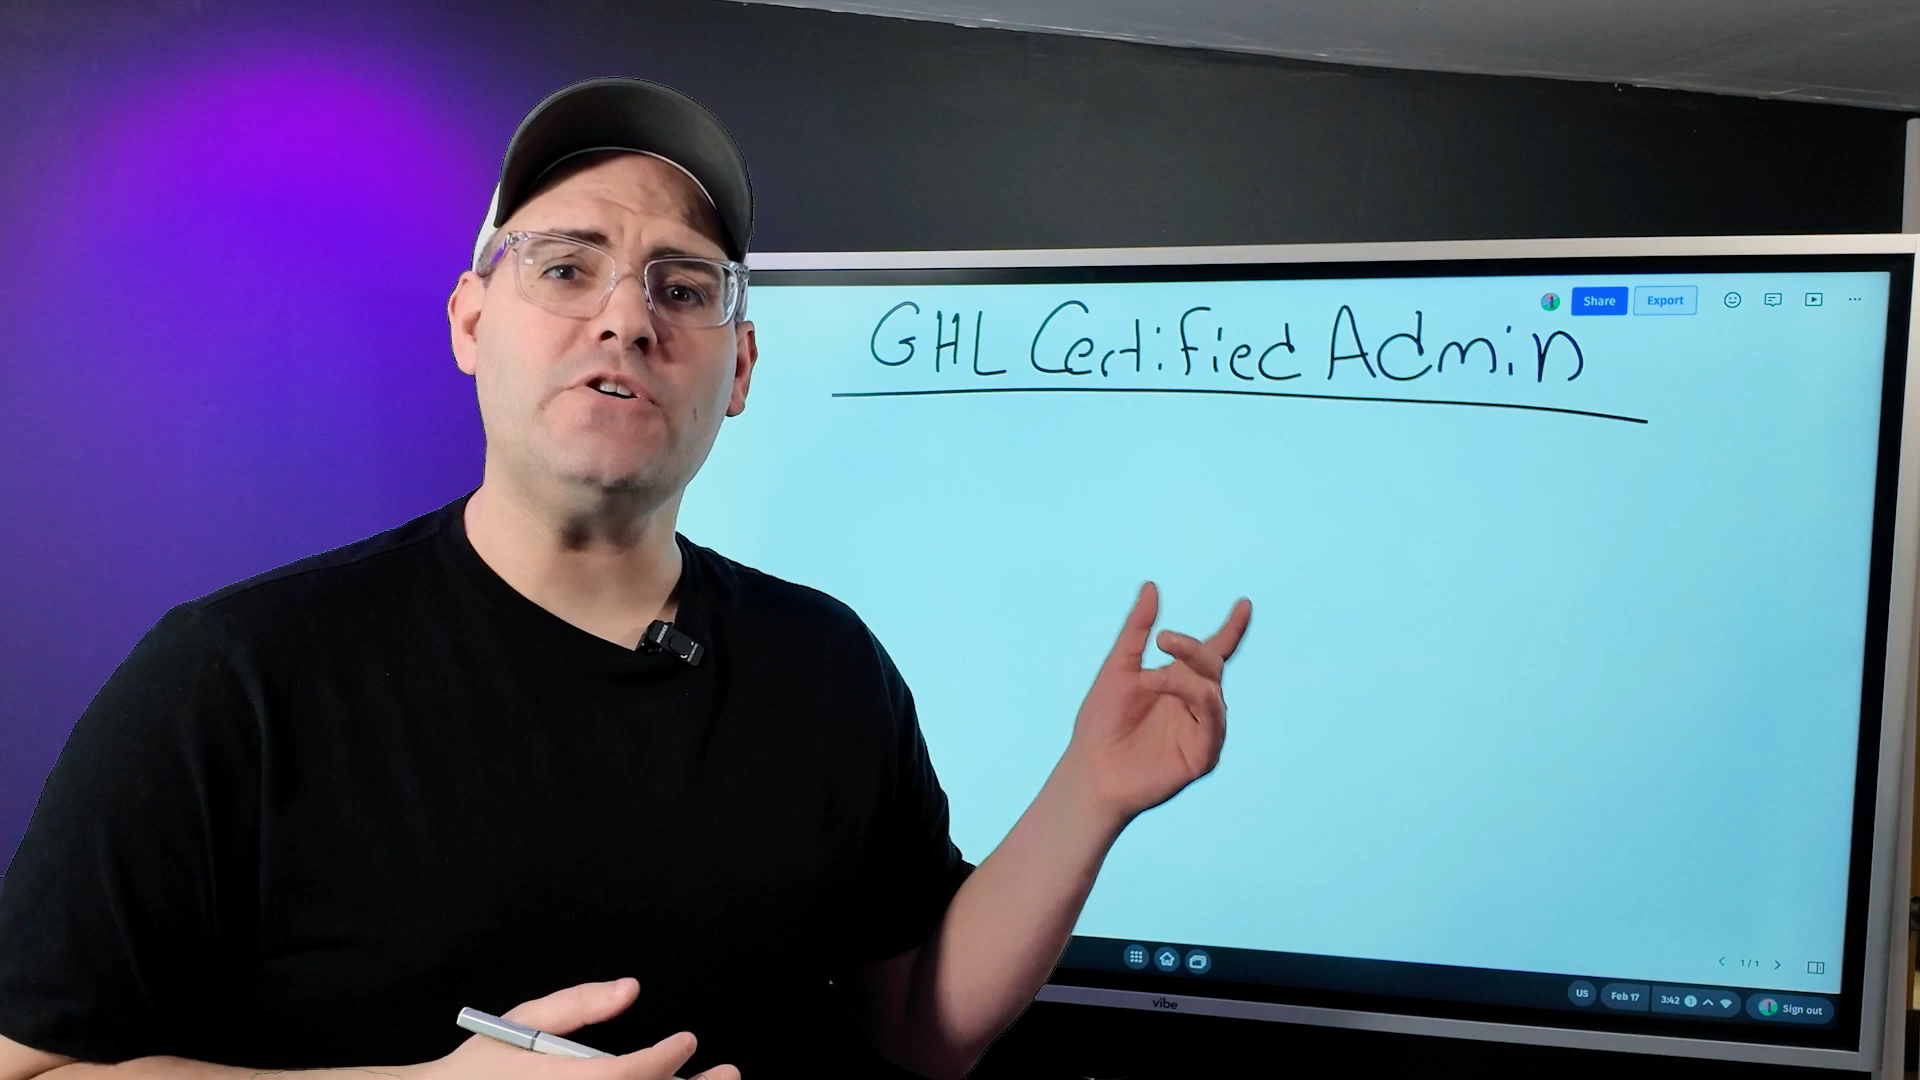 Share Export
GHL Certified Admin
1/1
US Feb 17 3:42 Sign out
vibe